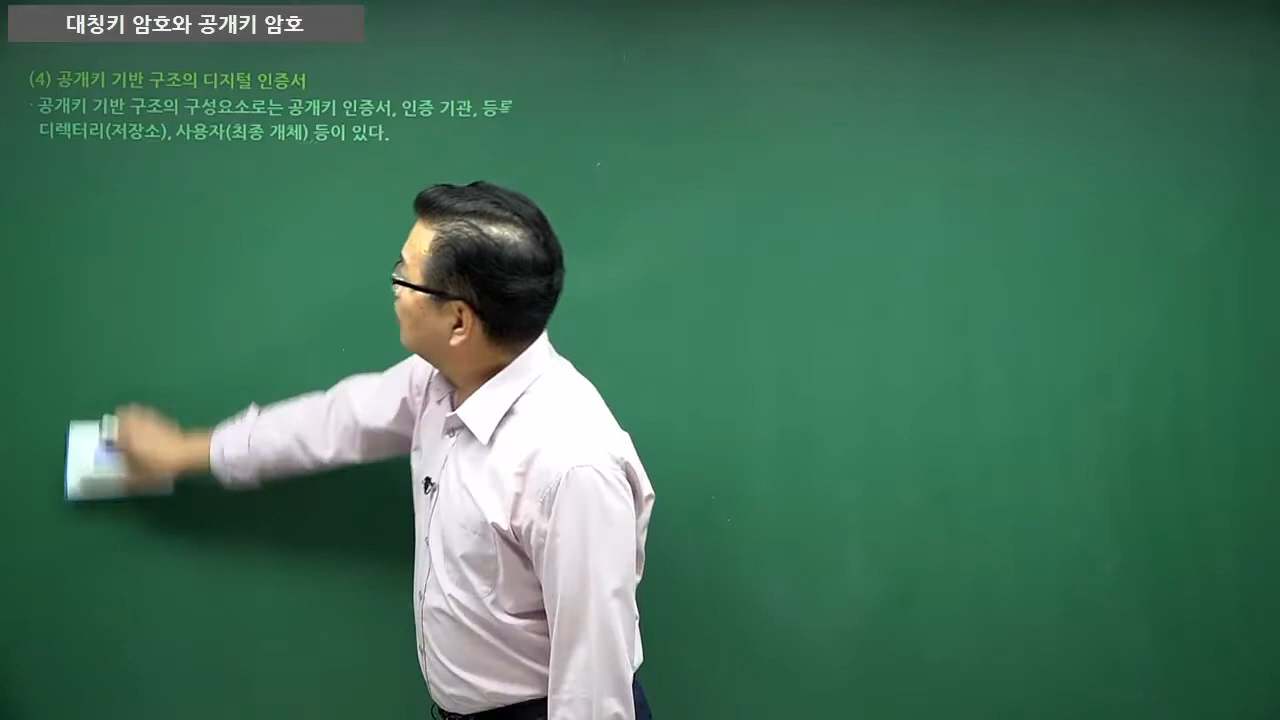 대칭키 암호와 공개키 암호
(4) 공개키 기반 구조의 디지털 인증서
· 공개키 기반 구조의 구성요소로는 공개키 인증서, 인증 기관,
디렉터리(저장소), 사용자(최종 개체) 등이 있다.